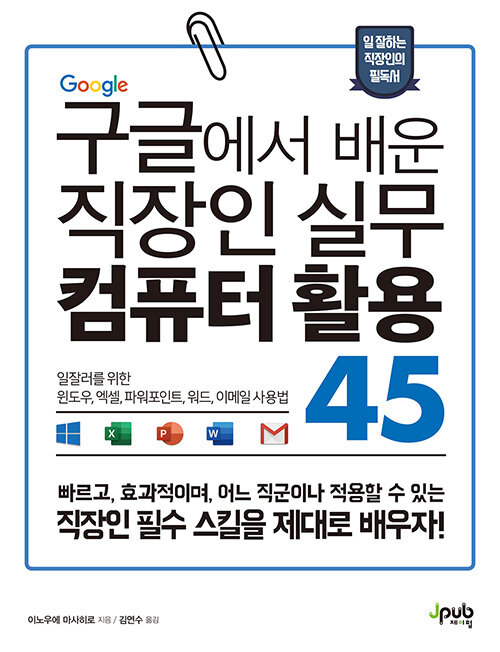 일 잘하는
직장인의
필독서
Google
구글에서 배운
직장인 실무
컴퓨터 활용
45
일잘러를 위한
윈도우, 엑셀, 파워포인트, 워드, 이메일 사용법
X
P
W
빠르고, 효과적이며, 어느 직군이나 적용할 수 있는
직장인 필수 스킬을 제대로 배우자!
이노우에 마사히로 지음 / 김연수 옮김
Jpub
제이펍